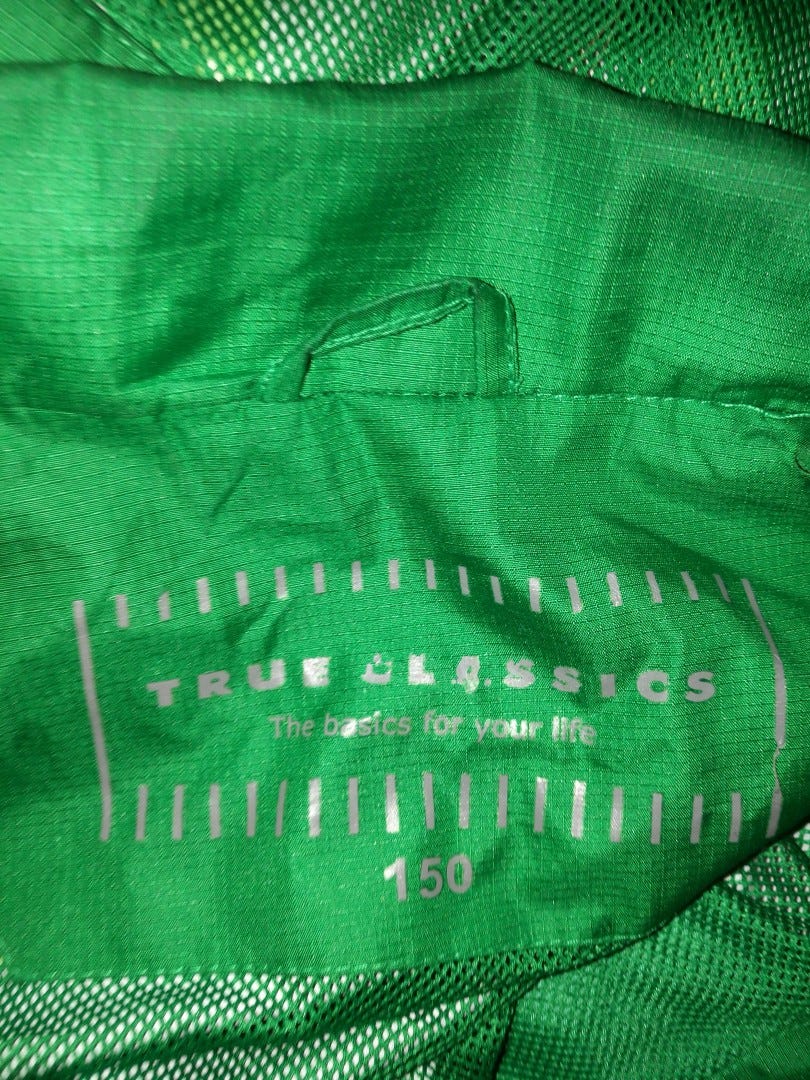 TRUE CLASSICS
The basics for your life
150